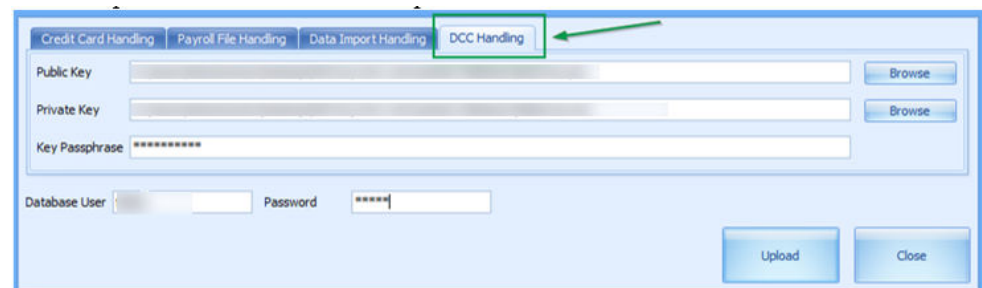 Credit Card Handling Payroll File Handling Data Import Handling DCC Handling
Public Key Browse
Private Key Browse
Key Passphrase **********
Database User Password *****
Upload Close